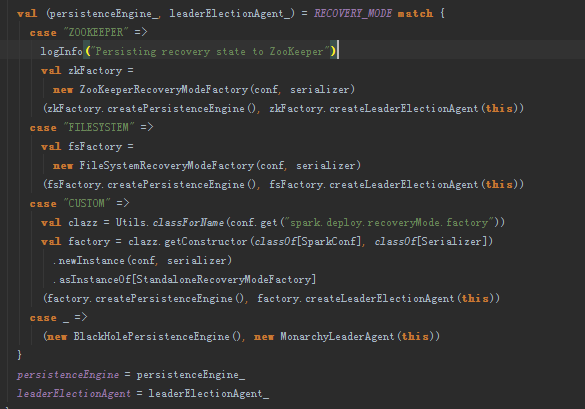 val (persistenceEngine_, leaderElectionAgent_) = RECOVERY_MODE match {
case "ZOOKEEPER" =>
logInfo("Persisting recovery state to ZooKeeper")
val zkFactory =
new ZooKeeperRecoveryModeFactory(conf, serializer)
(zkFactory.createPersistenceEngine(), zkFactory.createLeaderElectionAgent(this))
case "FILESYSTEM" =>
val fsFactory =
new FileSystemRecoveryModeFactory(conf, serializer)
(fsFactory.createPersistenceEngine(), fsFactory.createLeaderElectionAgent(this))
case "CUSTOM" =>
val clazz = Utils.classForName(conf.get("spark.deploy.recoveryMode.factory"))
val factory = clazz.getConstructor(classOf[SparkConf], classOf[Serializer])
.newInstance(conf, serializer)
.asInstanceOf[StandaloneRecoveryModeFactory]
(factory.createPersistenceEngine(), factory.createLeaderElectionAgent(this))
case _ =>
(new BlackHolePersistenceEngine(), new MonarchyLeaderAgent(this))
}
persistenceEngine = persistenceEngine_
leaderElectionAgent = leaderElectionAgent_